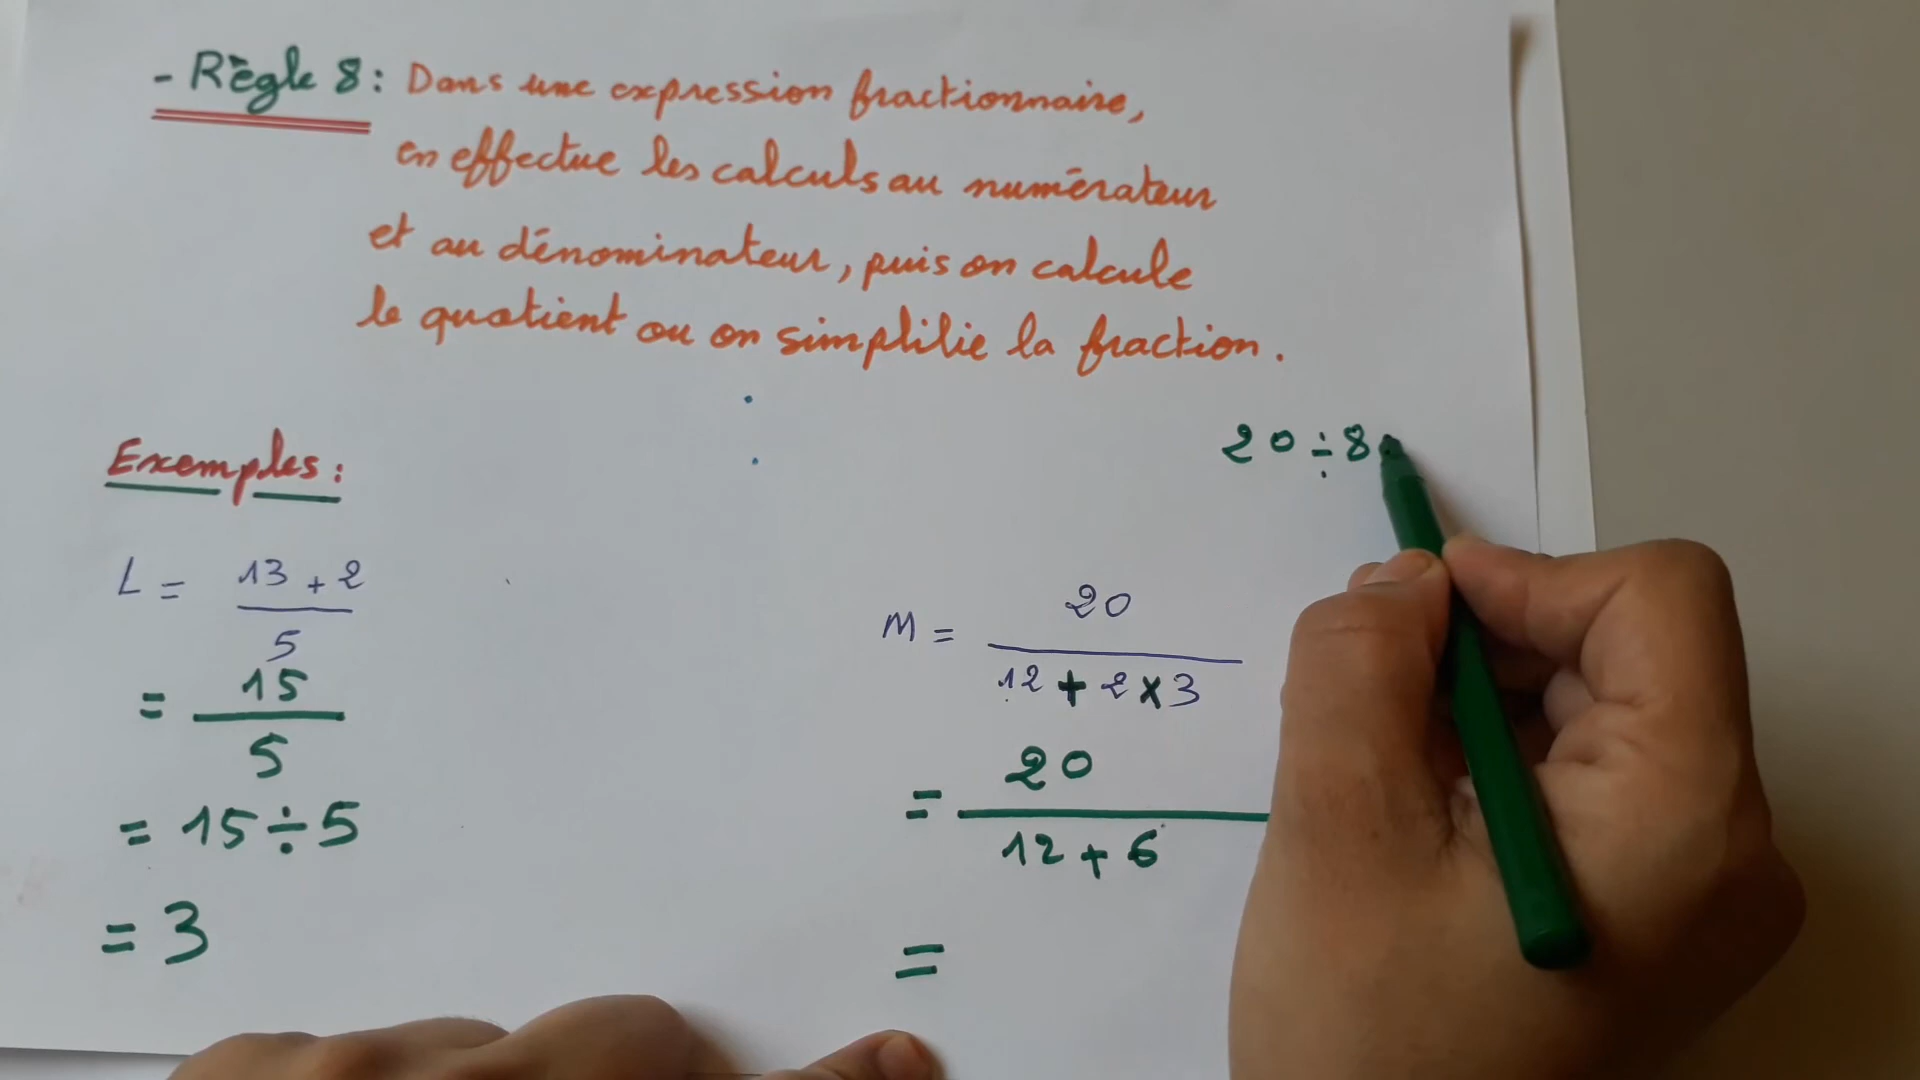 - Règle 8 : Dans une expression fractionnaire,
on effectue les calculs au numérateur
et au dénominateur, puis on calcule
le quotient ou on simplilie la fraction.
20 ÷ 8
Exemples :
L = 13 + 2
5
= 15
5
= 15 ÷ 5
= 3
M = 20
12 + 2 x 3
= 20
12 + 6
=